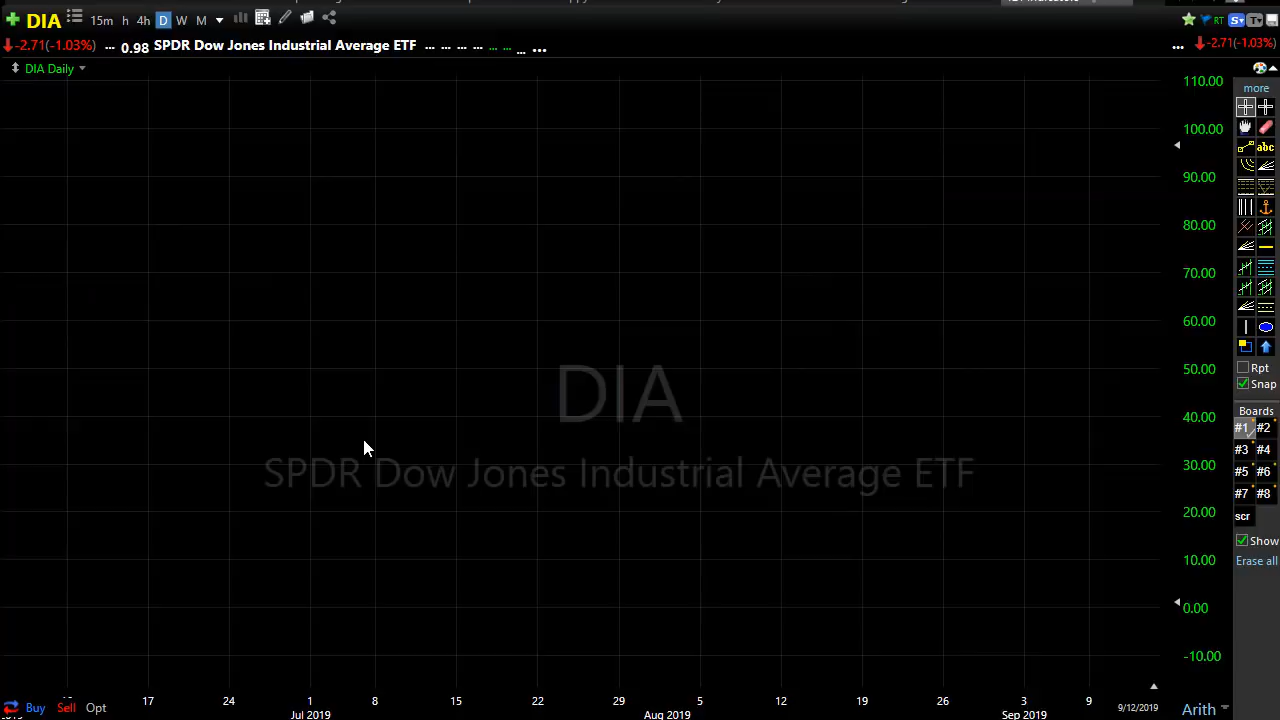 DIA 15m h 4h D W M RT S T
-2.71(-1.03%) ... 0.98 SPDR Dow Jones Industrial Average ETF ... ... ... ... ... ... ... ... ... -2.71(-1.03%)
DIA Daily
more
abc
110.00
100.00
90.00
80.00
70.00
60.00
50.00
40.00
30.00
20.00
10.00
0.00
-10.00
DIA
SPDR Dow Jones Industrial Average ETF
Rpt
Snap
Boards
#1 #2
#3 #4
#5 #6
#7 #8
scr
Show
Erase all
17 24 1 8 15 22 29 5 12 19 26 3 9
Jul 2019 Aug 2019 Sep 2019 9/12/2019
Buy Sell Opt Arith